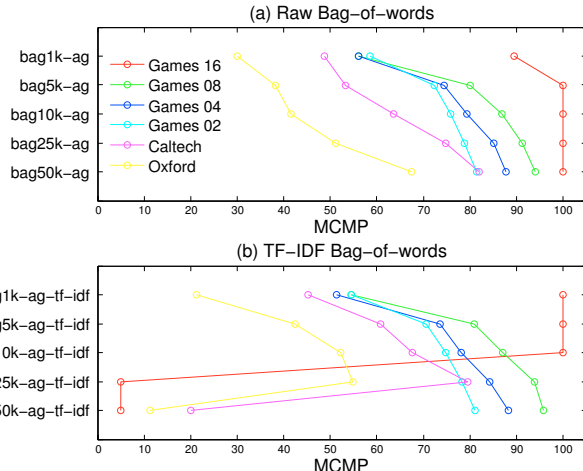 (a) Raw Bag−of−words
bag1k−ag
bag5k−ag
bag10k−ag
bag25k−ag
bag50k−ag
Games 16
Games 08
Games 04
Games 02
Caltech
Oxford
0 10 20 30 40 50 60 70 80 90 100
MCMP
(b) TF−IDF Bag−of−words
g1k−ag−tf−idf
g5k−ag−tf−idf
10k−ag−tf−idf
25k−ag−tf−idf
50k−ag−tf−idf
0 10 20 30 40 50 60 70 80 90 100
MCMP